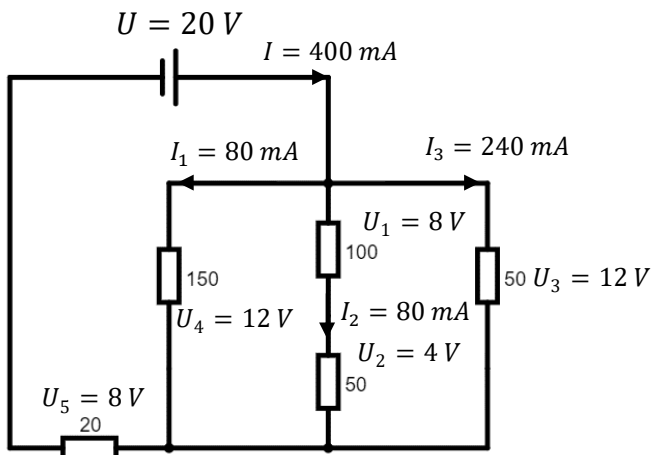 U = 20 V
I = 400 mA
I₁ = 80 mA
I₃ = 240 mA
U₁ = 8 V
100
150
50 U₃ = 12 V
U₄ = 12 V
I₂ = 80 mA
U₂ = 4 V
50
U₅ = 8 V
20